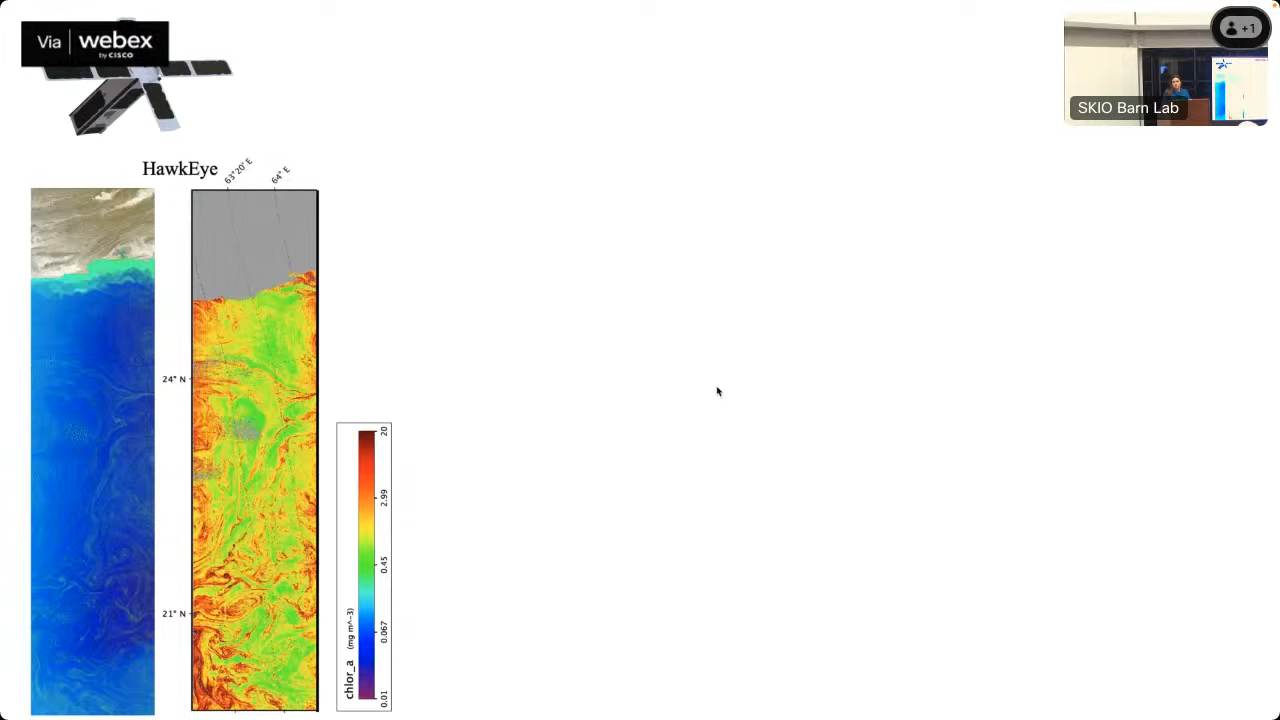 Via webex
by CISCO
+1
SKIO Barn Lab
HawkEye
63°20' E
64° E
24° N
21° N
20
2.99
0.45
0.067
0.01
chlor_a (mg m^-3)